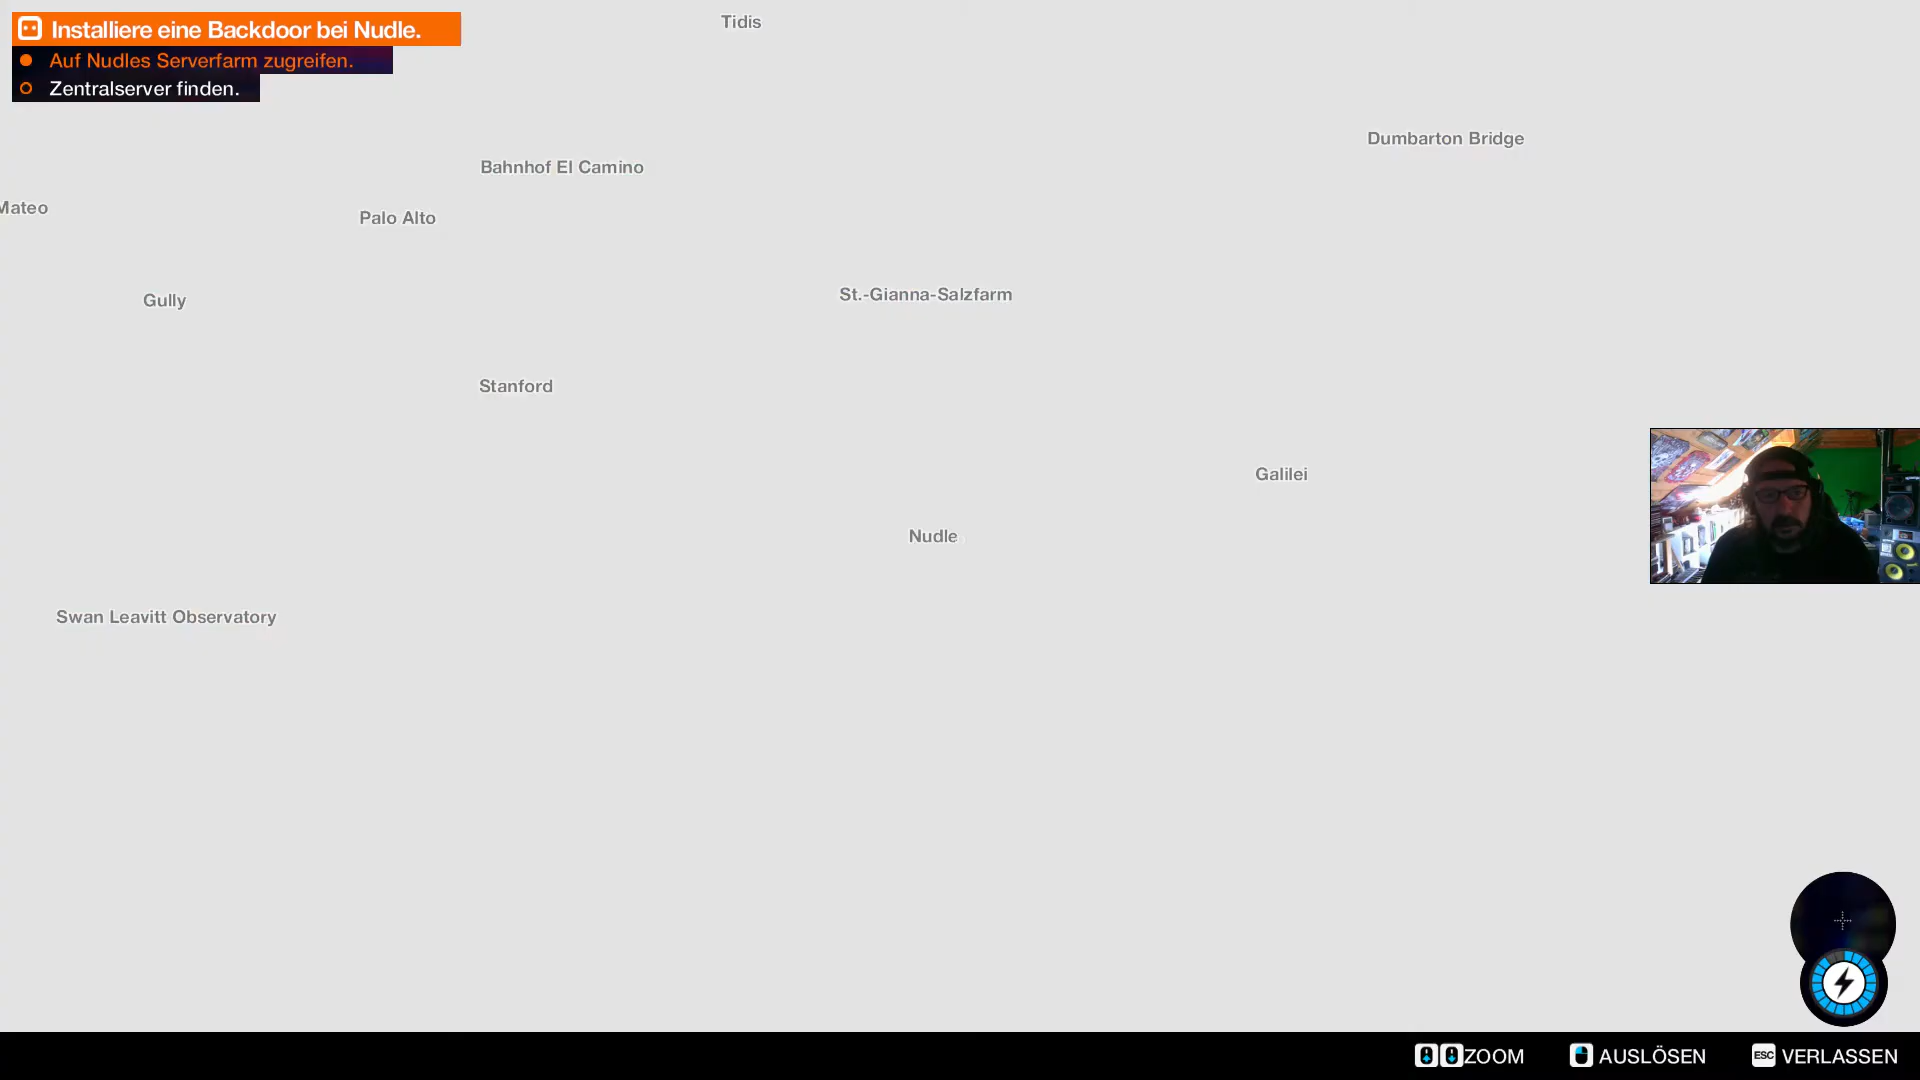 Installiere eine Backdoor bei Nudle.
Auf Nudles Serverfarm zugreifen.
Zentralserver finden.
Tidis
Dumbarton Bridge
Bahnhof El Camino
Mateo
Palo Alto
Gully
St.-Gianna-Salzfarm
Stanford
Galilei
Nudle
Swan Leavitt Observatory
ZOOM
AUSLÖSEN
ESC VERLASSEN